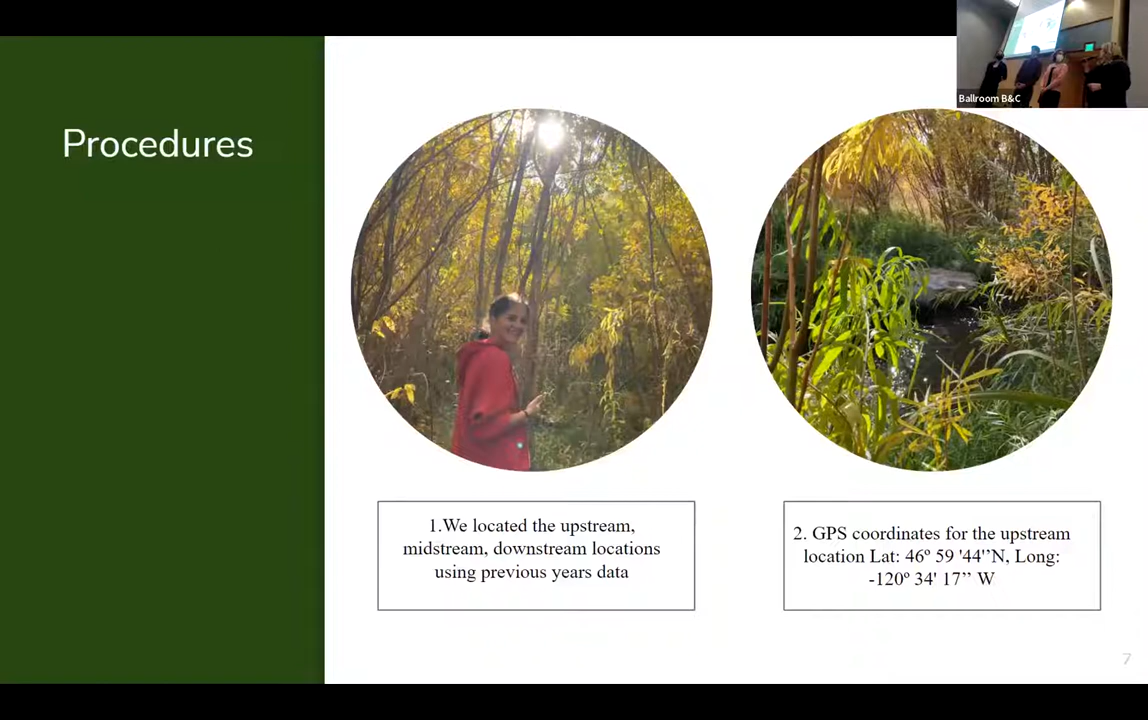 Ballroom B&C
Procedures
1.We located the upstream,
midstream, downstream locations
using previous years data
2. GPS coordinates for the upstream
location Lat: 46º 59 '44'’N, Long:
-120º 34' 17’’ W
7